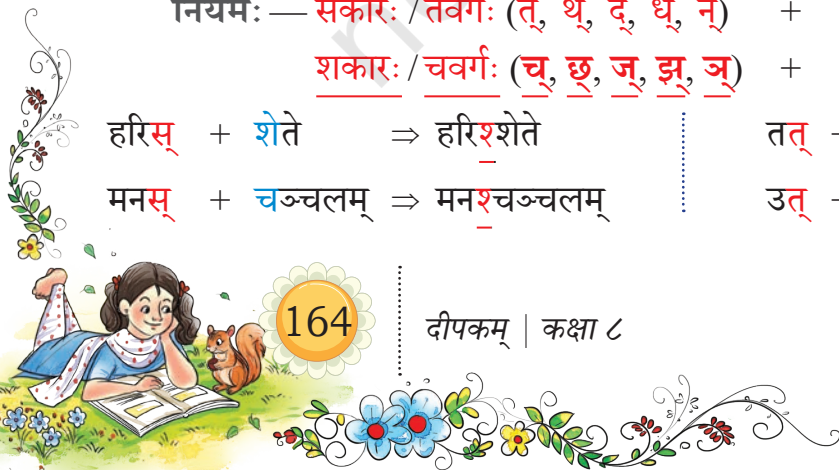 नियमः — सकारः / तवर्गः (त्, थ्, द्, ध्, न्) +
शकारः / चवर्गः (च्, छ्, ज्, झ्, ञ्) +
हरिस् + शेते ⇒ हरिश्शेते तत्
मनस् + चञ्चलम् ⇒ मनश्चञ्चलम् उत्
164 दीपकम् | कक्षा ८